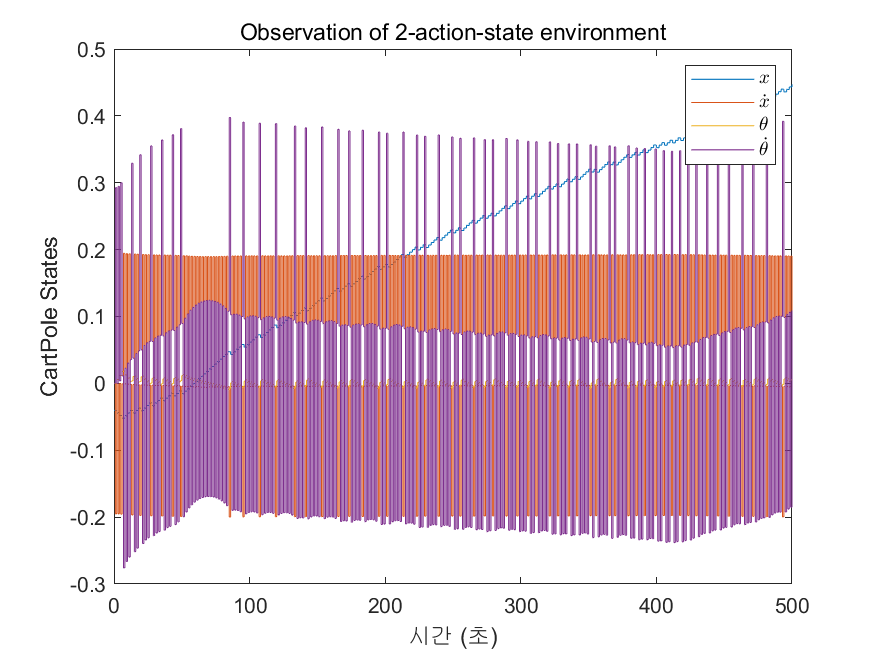 Observation of 2-action-state environment
CartPole States
0.5
0.4
0.3
0.2
0.1
0
-0.1
-0.2
-0.3
x
ẋ
θ
θ̇
0 100 200 300 400 500
시간 (초)